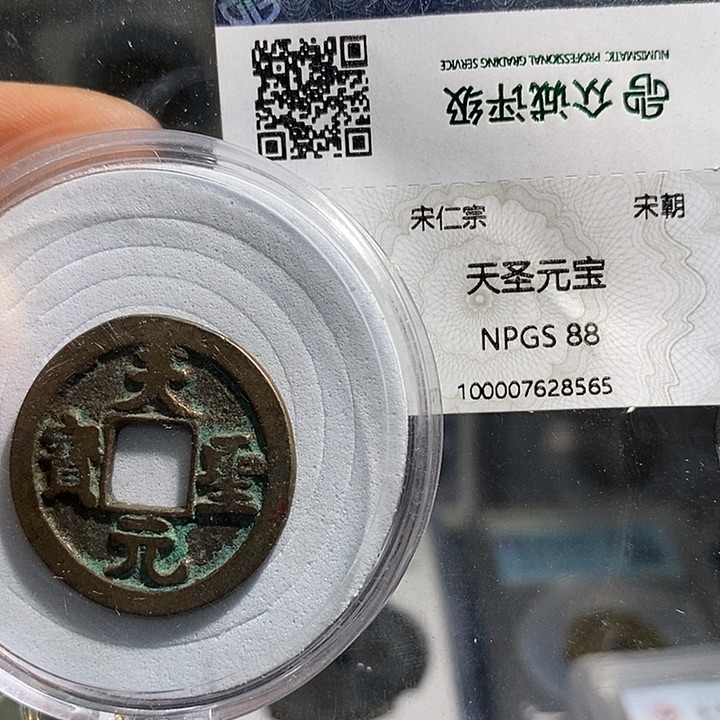 众诚评级
NUMISMATIC PROFESSIONAL GRADING SERVICE
宋仁宗 宋朝
天圣元宝
NPGS 88
100007628565
天聖元寶